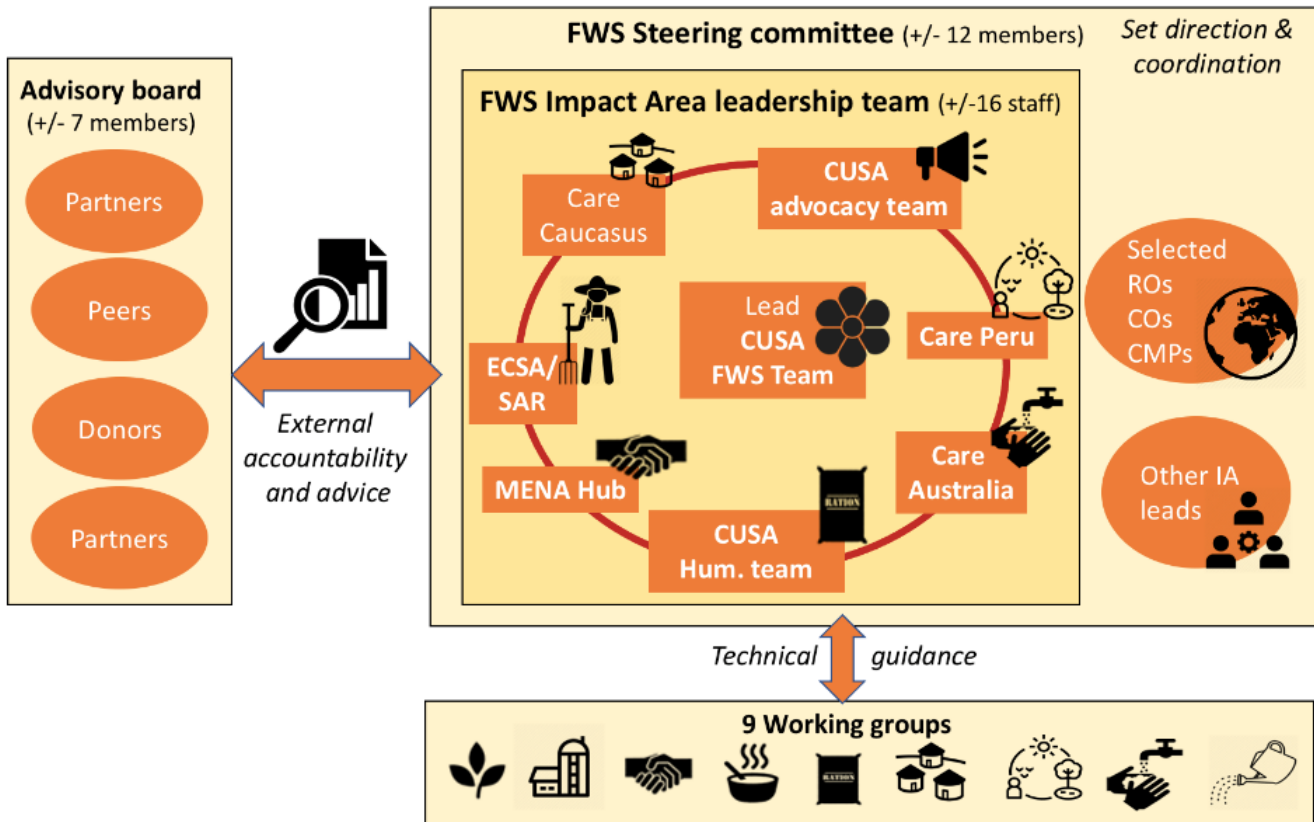 Advisory board
(+/- 7 members)
Partners
Peers
Donors
Partners
External
accountability
and advice
FWS Steering committee (+/- 12 members)
Set direction &
coordination
FWS Impact Area leadership team (+/-16 staff)
Care
Caucasus
CUSA
advocacy team
Lead
CUSA
FWS Team
Care Peru
ECSA/
SAR
MENA Hub
CUSA
Hum. team
RATION
Care
Australia
Selected
ROs
COs
CMPs
Other IA
leads
Technical guidance
9 Working groups
RATION